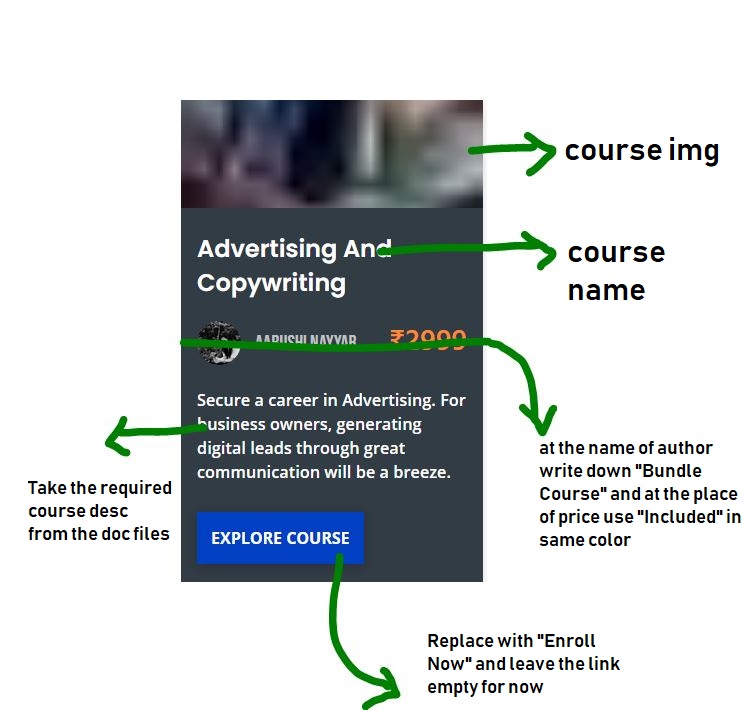 course img
Advertising And
Copywriting
course
name
AARUSHI NAYYAR ₹2999
Secure a career in Advertising. For
business owners, generating
digital leads through great
communication will be a breeze.
at the name of author
write down "Bundle
Course" and at the place
of price use "Included" in
same color
Take the required
course desc
from the doc files
EXPLORE COURSE
Replace with "Enroll
Now" and leave the link
empty for now